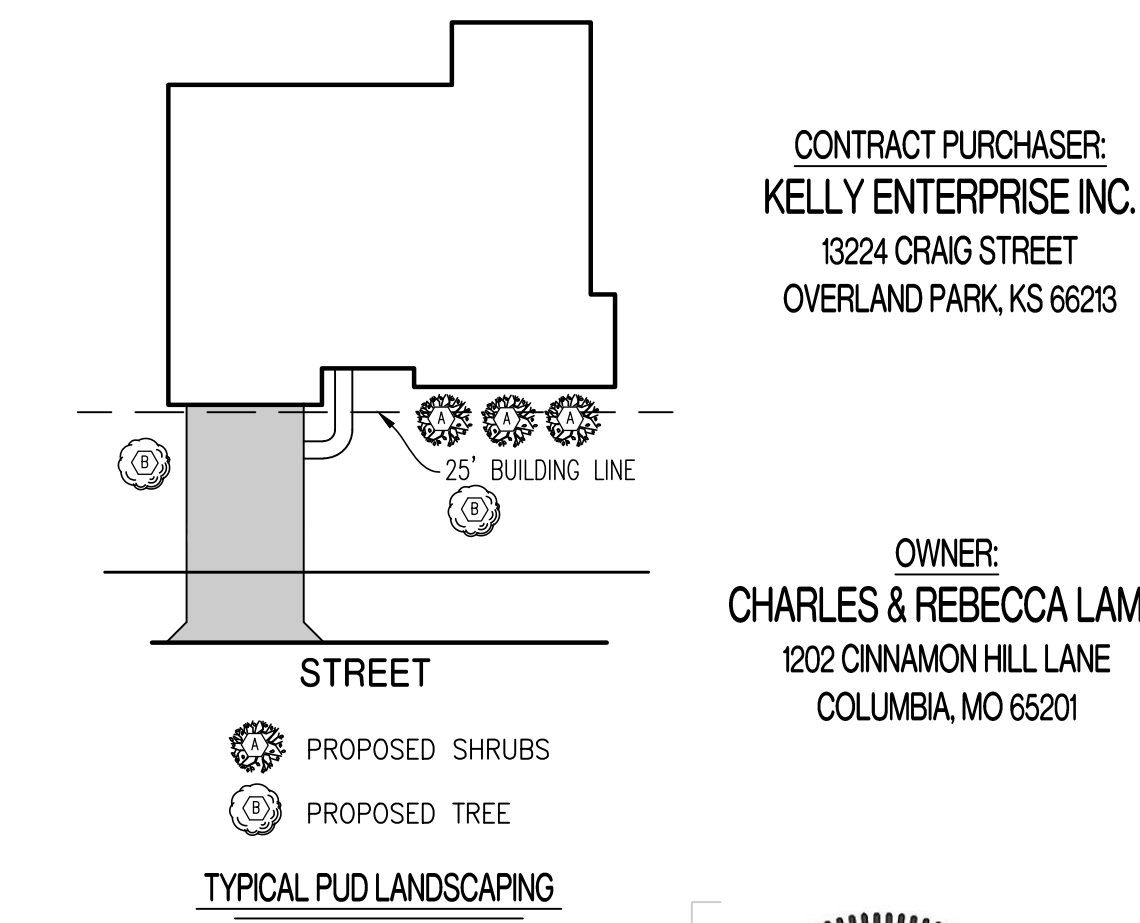 CONTRACT PURCHASER:
KELLY ENTERPRISE INC.
13224 CRAIG STREET
OVERLAND PARK, KS 66213
A A A
B
25' BUILDING LINE
B
OWNER:
CHARLES & REBECCA LAM
1202 CINNAMON HILL LANE
COLUMBIA, MO 65201
STREET
A PROPOSED SHRUBS
B PROPOSED TREE
TYPICAL PUD LANDSCAPING